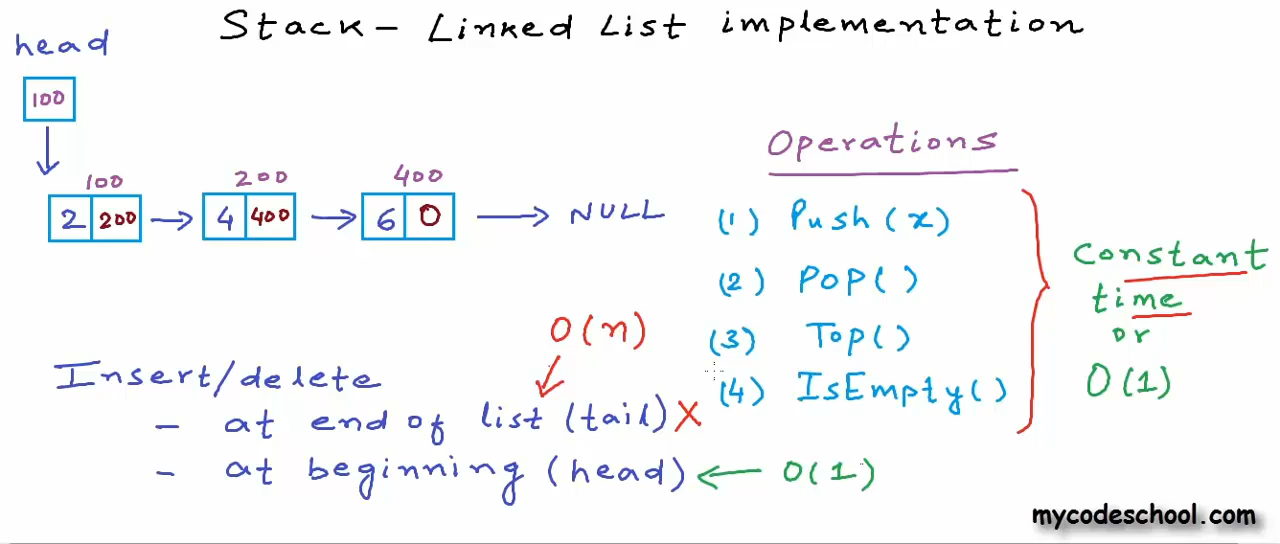 Stack - Linked List implementation
head
100
100 200 400
2 200 4 400 6 0 NULL
Operations
(1) Push(x)
(2) Pop()
(3) Top()
(4) IsEmpty()
constant
time
or
O(1)
O(n)
Insert/delete
- at end of list (tail) X
- at beginning (head) ← O(1)
mycodeschool.com